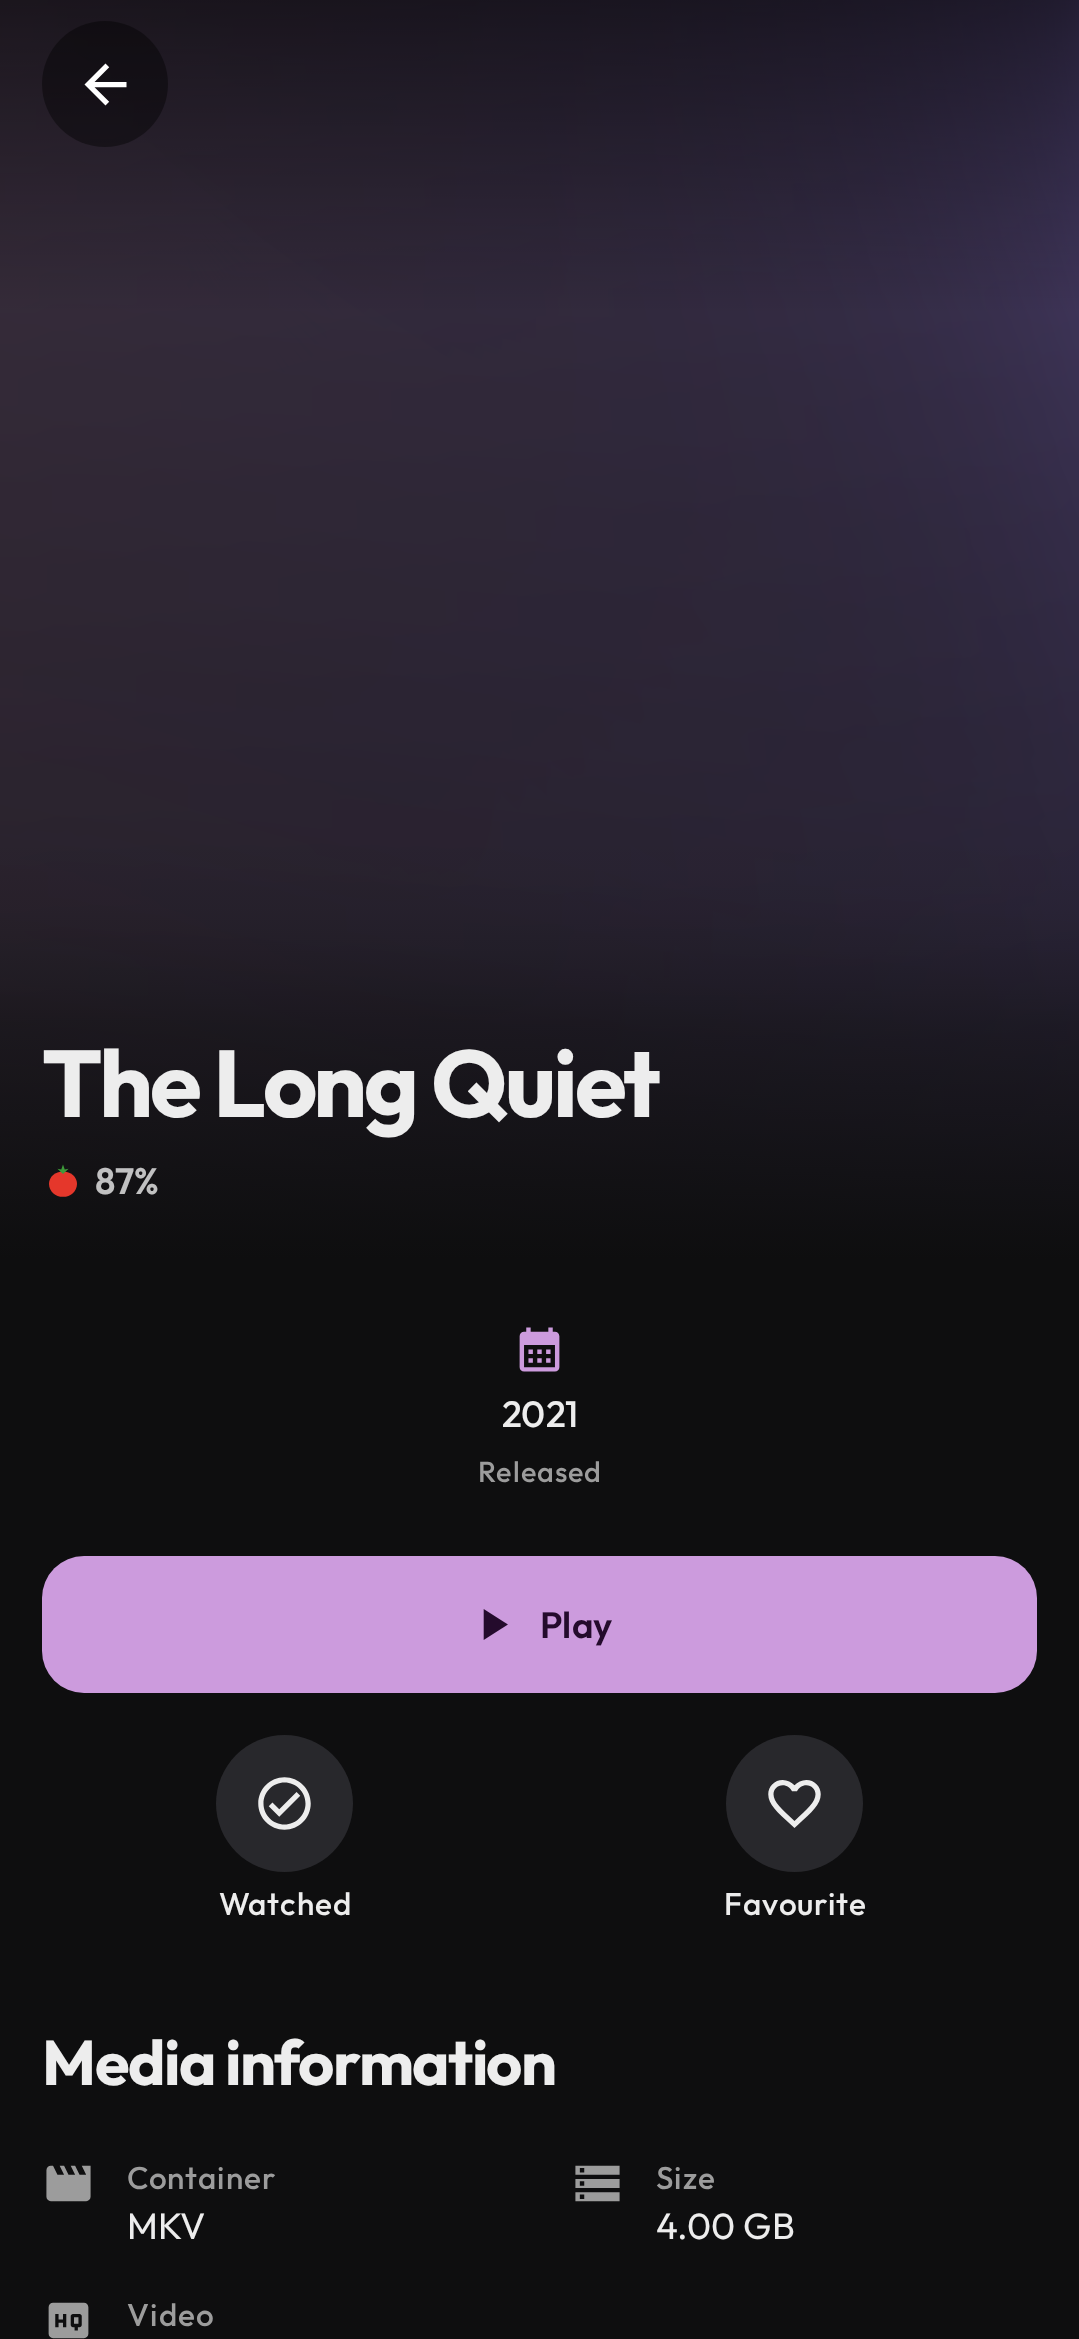 The Long Quiet
87%
2021
Released
Play
Watched
Favourite
Media information
Container
MKV
Size
4.00 GB
HQ
Video